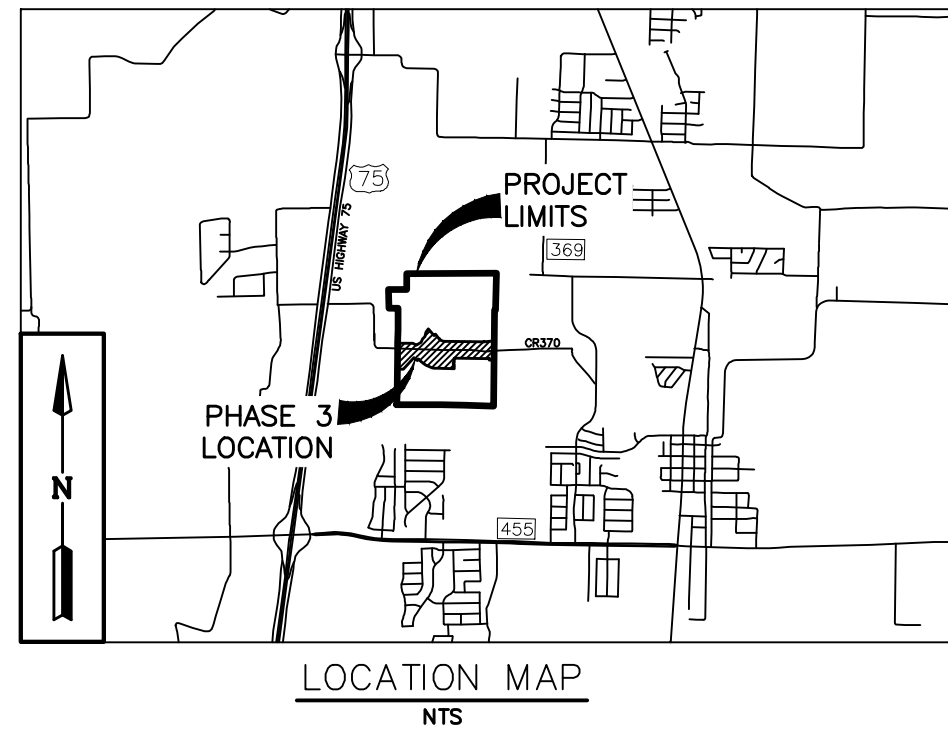 75
US HIGHWAY 75
PROJECT
LIMITS
369
CR370
PHASE 3
LOCATION
N
455
LOCATION MAP
NTS